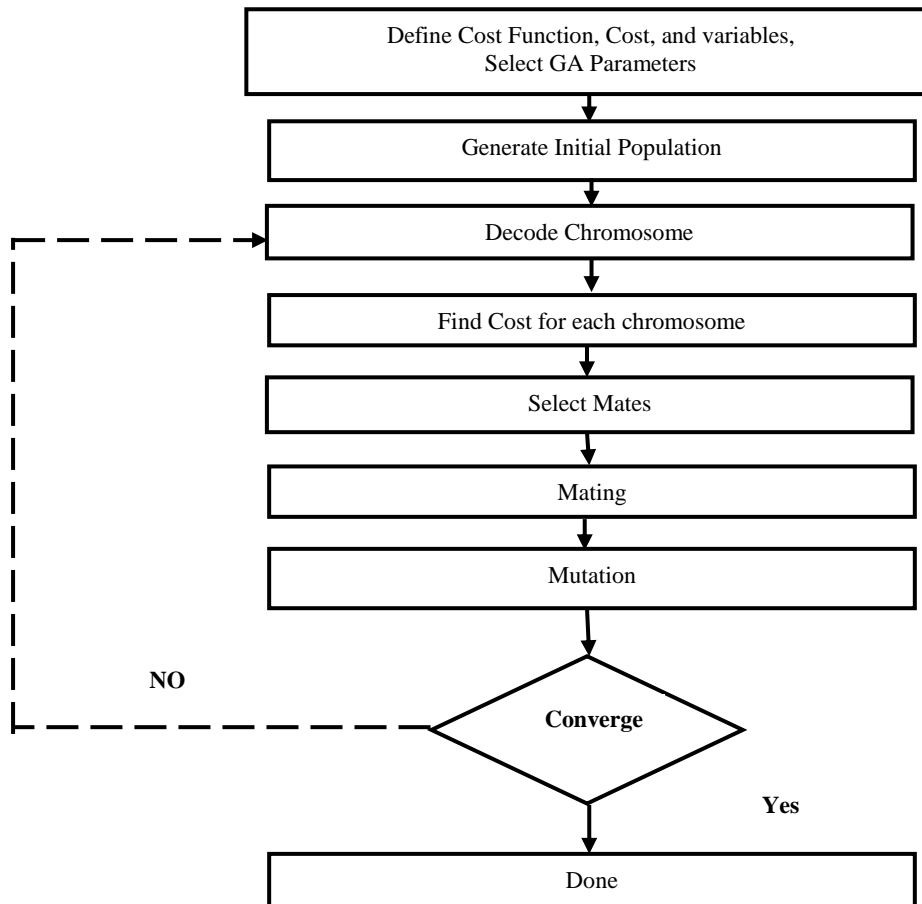 Define Cost Function, Cost, and variables,
Select GA Parameters
Generate Initial Population
Decode Chromosome
Find Cost for each chromosome
Select Mates
Mating
Mutation
NO
Converge
Yes
Done